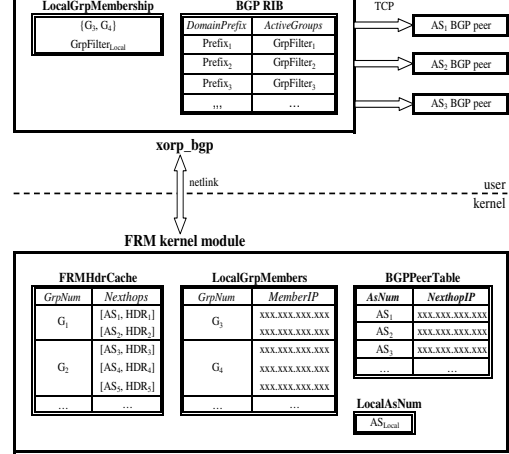 LocalGrpMembership
{G₃, G₄}
GrpFilter_Local
BGP RIB
DomainPrefix ActiveGroups
Prefix₁ GrpFilter₁
Prefix₂ GrpFilter₂
Prefix₃ GrpFilter₃
,,, …
TCP
AS₁ BGP peer
AS₂ BGP peer
AS₃ BGP peer
xorp_bgp
netlink
user
kernel
FRM kernel module
FRMHdrCache
GrpNum Nexthops
G₁ [AS₁, HDR₁]
[AS₂, HDR₂]
G₂ [AS₃, HDR₃]
[AS₄, HDR₄]
[AS₅, HDR₅]
… …
LocalGrpMembers
GrpNum MemberIP
G₃ xxx.xxx.xxx.xxx
xxx.xxx.xxx.xxx
G₄ xxx.xxx.xxx.xxx
xxx.xxx.xxx.xxx
xxx.xxx.xxx.xxx
… …
BGPPeerTable
AsNum NexthopIP
AS₁ xxx.xxx.xxx.xxx
AS₂ xxx.xxx.xxx.xxx
AS₃ xxx.xxx.xxx.xxx
… …
LocalAsNum
AS_Local